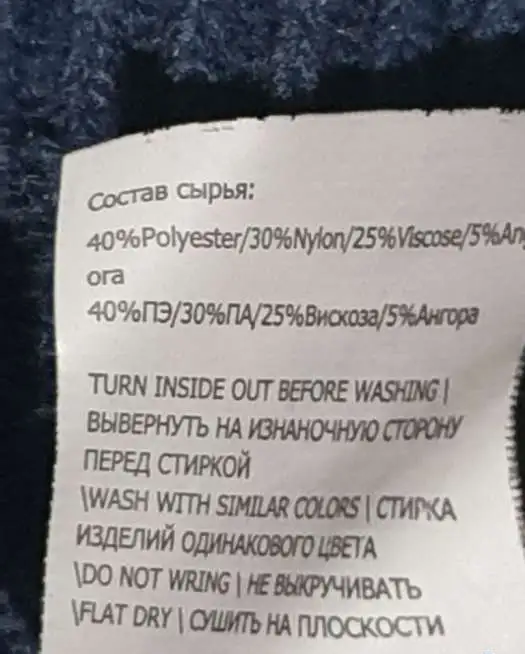 Состав сырья:
40%Polyester/30%Nylon/25%Viscose/5%Ang
ora
40%ПЭ/30%ПА/25%Вискоза/5%Ангора
TURN INSIDE OUT BEFORE WASHING |
ВЫВЕРНУТЬ НА ИЗНАНОЧНУЮ СТОРОНУ
ПЕРЕД СТИРКОЙ
\WASH WITH SIMILAR COLORS | СТИРКА
ИЗДЕЛИЙ ОДИНАКОВОГО ЦВЕТА
\DO NOT WRING | НЕ ВЫКРУЧИВАТЬ
\FLAT DRY | СУШИТЬ НА ПЛОСКОСТИ